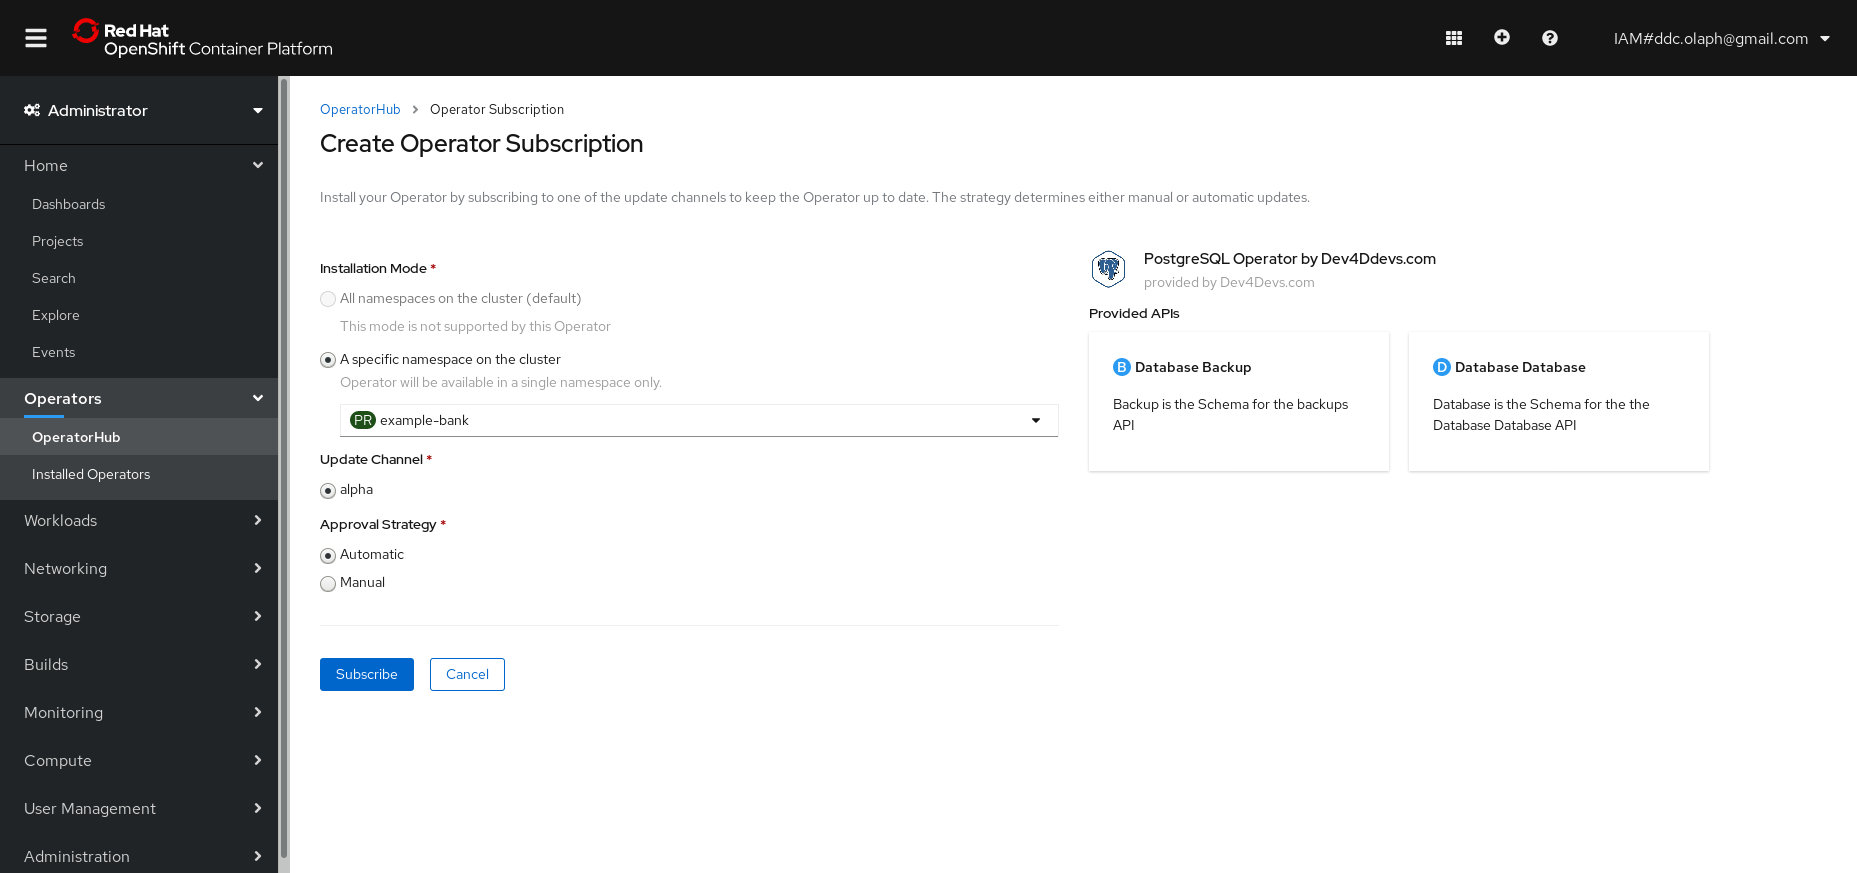 Red Hat
OpenShift Container Platform
IAM#ddc.olaph@gmail.com
Administrator
Home
Dashboards
Projects
Search
Explore
Events
Operators
OperatorHub
Installed Operators
Workloads
Networking
Storage
Builds
Monitoring
Compute
User Management
Administration
OperatorHub > Operator Subscription
Create Operator Subscription
Install your Operator by subscribing to one of the update channels to keep the Operator up to date. The strategy determines either manual or automatic updates.
Installation Mode *
All namespaces on the cluster (default)
This mode is not supported by this Operator
A specific namespace on the cluster
Operator will be available in a single namespace only.
PR example-bank
Update Channel *
alpha
Approval Strategy *
Automatic
Manual
Subscribe
Cancel
PostgreSQL Operator by Dev4Ddevs.com
provided by Dev4Devs.com
Provided APIs
B Database Backup
Backup is the Schema for the backups
API
D Database Database
Database is the Schema for the the
Database Database API